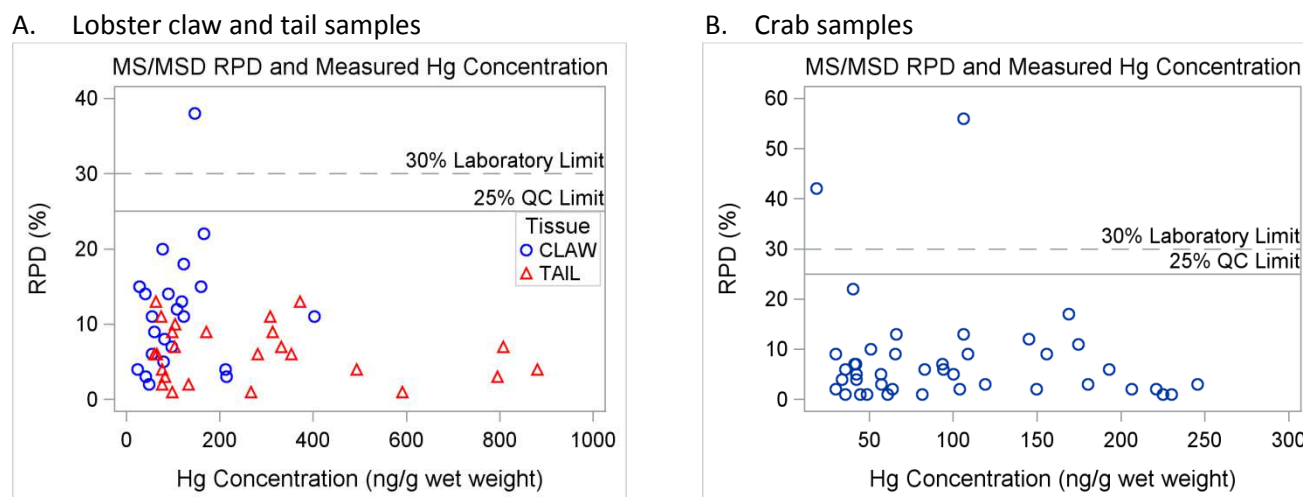 A. Lobster claw and tail samples
MS/MSD RPD and Measured Hg Concentration
40
30
20
10
0
RPD (%)
30% Laboratory Limit
25% QC Limit
Tissue
CLAW
TAIL
0 200 400 600 800 1000
Hg Concentration (ng/g wet weight)
B. Crab samples
MS/MSD RPD and Measured Hg Concentration
60
50
40
30
20
10
0
RPD (%)
30% Laboratory Limit
25% QC Limit
50 100 150 200 250 300
Hg Concentration (ng/g wet weight)